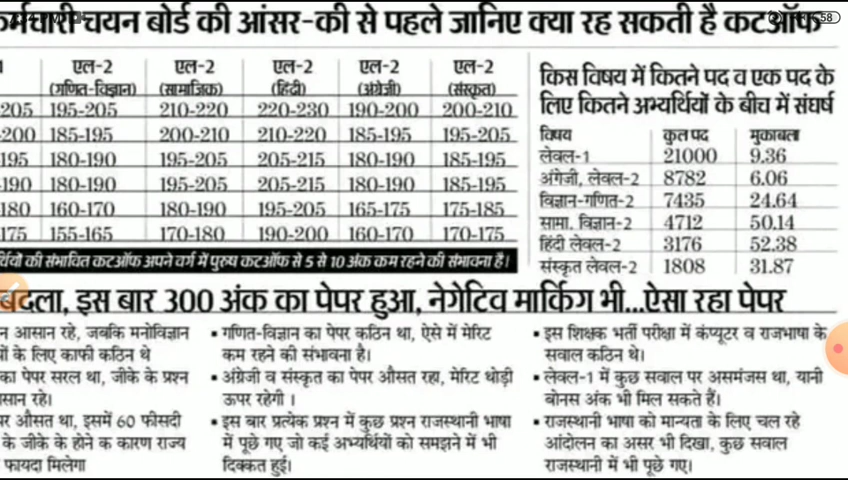 कर्मचारी चयन बोर्ड की आंसर-की से पहले जानिए क्या रह सकती है कटऑफ
58
एल-2 एल-2 एल-2 एल-2 एल-2
(गणित-विज्ञान) (सामाजिक) (हिंदी) (अंग्रेजी) (संस्कृत)
205 195-205 210-220 220-230 190-200 200-210
200 185-195 200-210 210-220 185-195 195-205
195 180-190 195-205 205-215 180-190 185-195
190 180-190 195-205 205-215 180-190 185-195
180 160-170 180-190 195-205 165-175 175-185
175 155-165 170-180 190-200 160-170 170-175
र्थियों की संभावित कटऑफ अपने वर्ग में पुरुष कटऑफ से 5 से 10 अंक कम रहने की संभावना है।
किस विषय में कितने पद व एक पद के
लिए कितने अभ्यर्थियों के बीच में संघर्ष
विषय कुल पद मुकाबला
लेवल-1 21000 9.36
अंगेजी, लेवल-2 8782 6.06
विज्ञान-गणित-2 7435 24.64
सामा. विज्ञान-2 4712 50.14
हिंदी लेवल-2 3176 52.38
संस्कृत लेवल-2 1808 31.87
बदला, इस बार 300 अंक का पेपर हुआ, नेगेटिव मार्किग भी...ऐसा रहा पेपर
न आसान रहे, जबकि मनोविज्ञान
ों के लिए काफी कठिन थे
का पेपर सरल था, जीके के प्रश्न
सान रहे।
पर औसत था, इसमें 60 फीसदी
के जीके के होने क कारण राज्य
फायदा मिलेगा
• गणित-विज्ञान का पेपर कठिन था, ऐसे में मेरिट
कम रहने की संभावना है।
• अंग्रेजी व संस्कृत का पेपर औसत रहा, मेरिट थोड़ी
ऊपर रहेगी ।
• इस बार प्रत्येक प्रश्न में कुछ प्रश्न राजस्थानी भाषा
में पूछे गए जो कई अभ्यर्थियों को समझने में भी
दिक्कत हुई।
• इस शिक्षक भर्ती परीक्षा में कंप्यूटर व राजभाषा के
सवाल कठिन थे।
• लेवल-1 में कुछ सवाल पर असमंजस था, यानी
बोनस अंक भी मिल सकते हैं।
• राजस्थानी भाषा को मान्यता के लिए चल रहे
आंदोलन का असर भी दिखा, कुछ सवाल
राजस्थानी में भी पूछे गए।